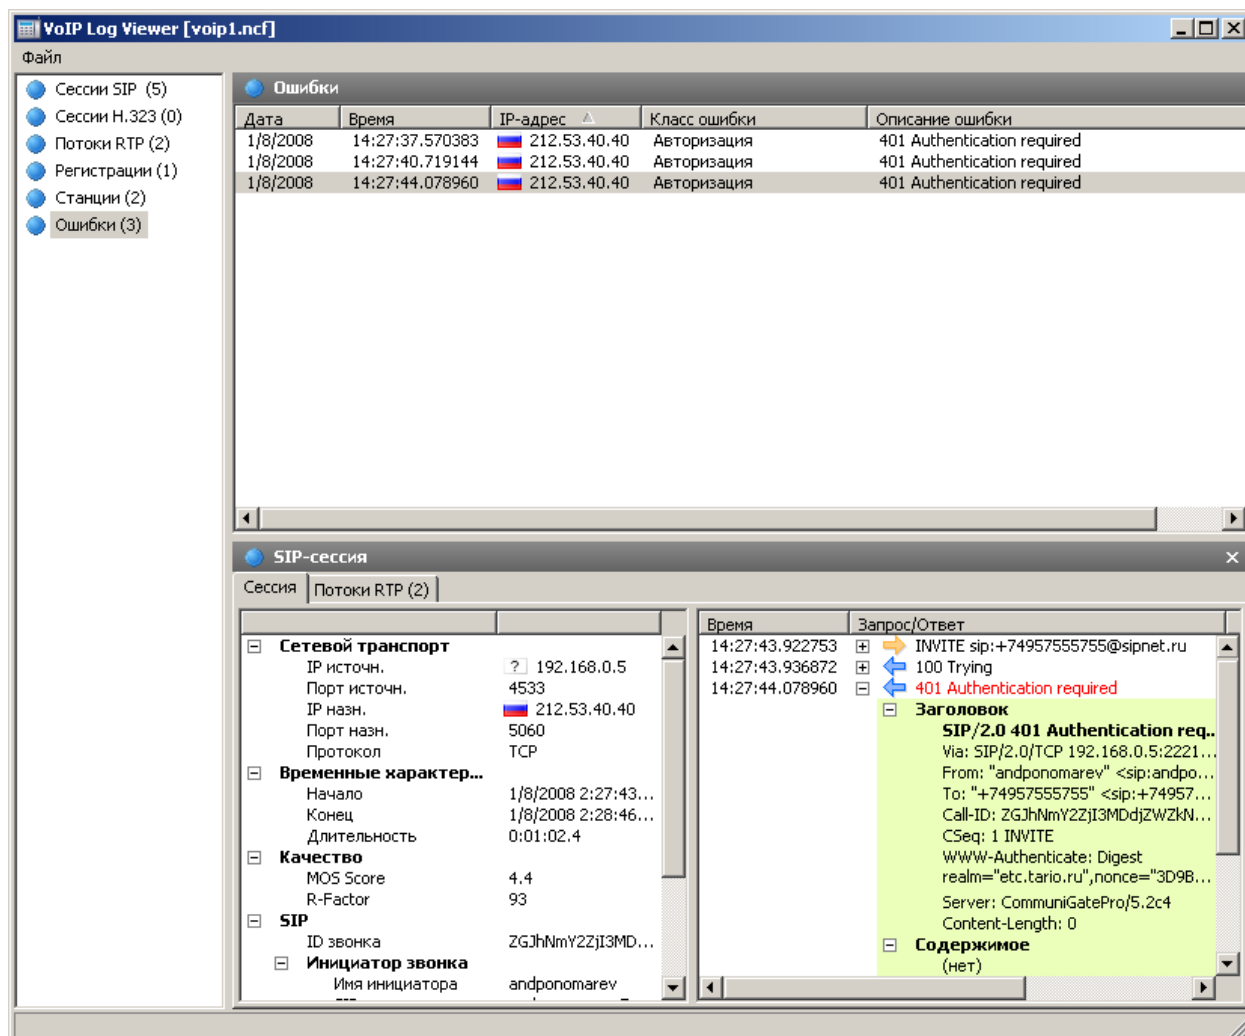 VoIP Log Viewer [voip1.ncf]
Файл
Сессии SIP (5)
Сессии H.323 (0)
Потоки RTP (2)
Регистрации (1)
Станции (2)
Ошибки (3)
Ошибки
Дата Время IP-адрес Класс ошибки Описание ошибки
1/8/2008 14:27:37.570383 212.53.40.40 Авторизация 401 Authentication required
1/8/2008 14:27:40.719144 212.53.40.40 Авторизация 401 Authentication required
1/8/2008 14:27:44.078960 212.53.40.40 Авторизация 401 Authentication required
SIP-сессия
Сессия Потоки RTP (2)
Сетевой транспорт
IP источн. ? 192.168.0.5
Порт источн. 4533
IP назн. 212.53.40.40
Порт назн. 5060
Протокол TCP
Временные характер...
Начало 1/8/2008 2:27:43...
Конец 1/8/2008 2:28:46...
Длительность 0:01:02.4
Качество
MOS Score 4.4
R-Factor 93
SIP
ID звонка ZGJhNmY2ZjI3MD...
Инициатор звонка
Имя инициатора andponomarev
Время Запрос/Ответ
14:27:43.922753 INVITE sip:+74957555755@sipnet.ru
14:27:43.936872 100 Trying
14:27:44.078960 401 Authentication required
Заголовок
SIP/2.0 401 Authentication req..
Via: SIP/2.0/TCP 192.168.0.5:2221...
From: "andponomarev" <sip:andpo...
To: "+74957555755" <sip:+74957...
Call-ID: ZGJhNmY2ZjI3MDdjZWZkN...
CSeq: 1 INVITE
WWW-Authenticate: Digest
realm="etc.tario.ru",nonce="3D9B...
Server: CommuniGatePro/5.2c4
Content-Length: 0
Содержимое
(нет)